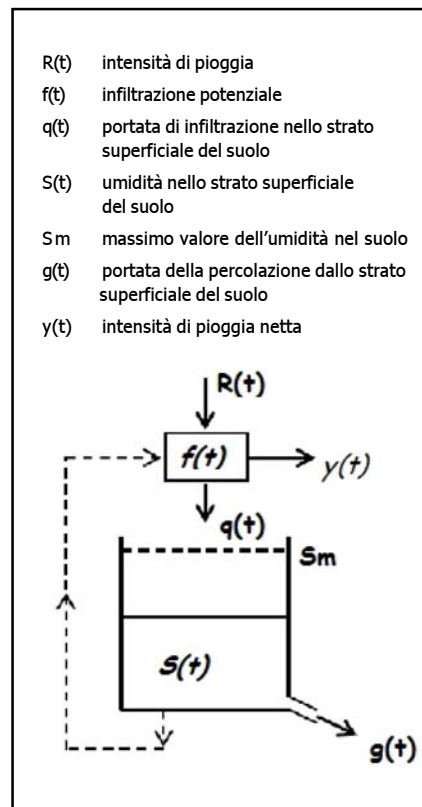 R(t) intensità di pioggia
f(t) infiltrazione potenziale
q(t) portata di infiltrazione nello strato
superficiale del suolo
S(t) umidità nello strato superficiale
del suolo
Sm massimo valore dell'umidità nel suolo
g(t) portata della percolazione dallo strato
superficiale del suolo
y(t) intensità di pioggia netta
R(t)
f(t)
y(t)
q(t)
Sm
S(t)
g(t)